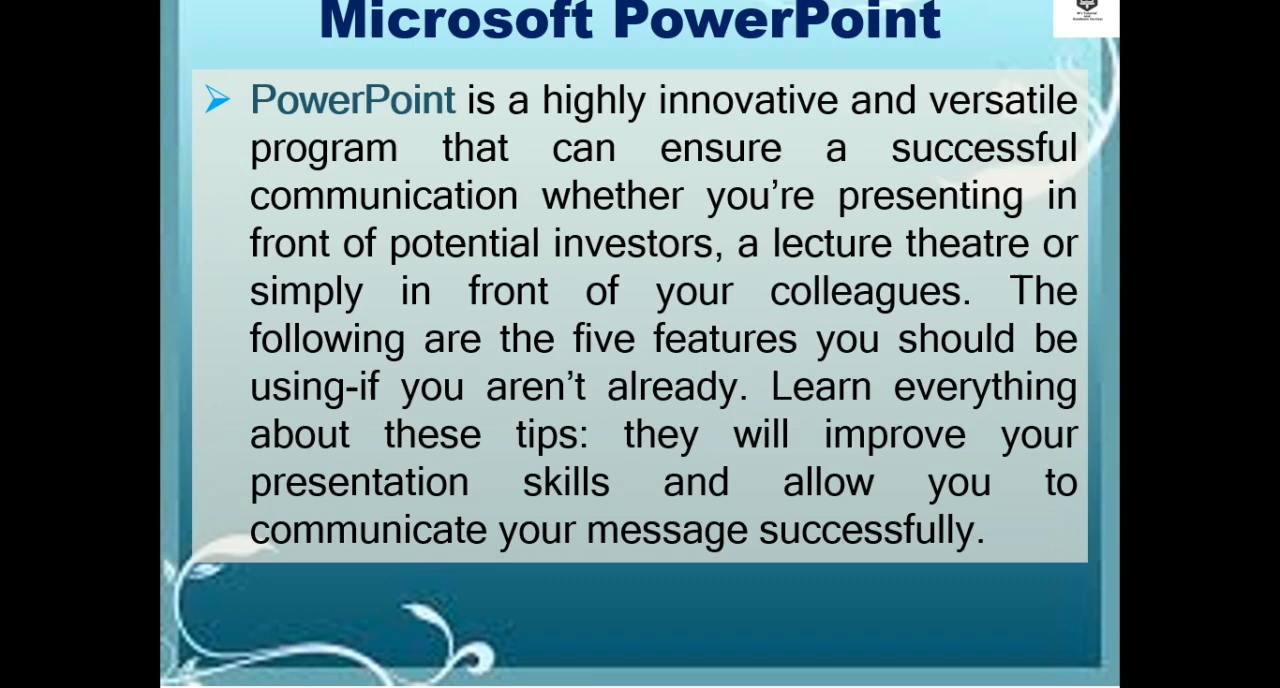 Microsoft PowerPoint
PowerPoint is a highly innovative and versatile
program that can ensure a successful
communication whether you're presenting in
front of potential investors, a lecture theatre or
simply in front of your colleagues. The
following are the five features you should be
using-if you aren't already. Learn everything
about these tips: they will improve your
presentation skills and allow you to
communicate your message successfully.